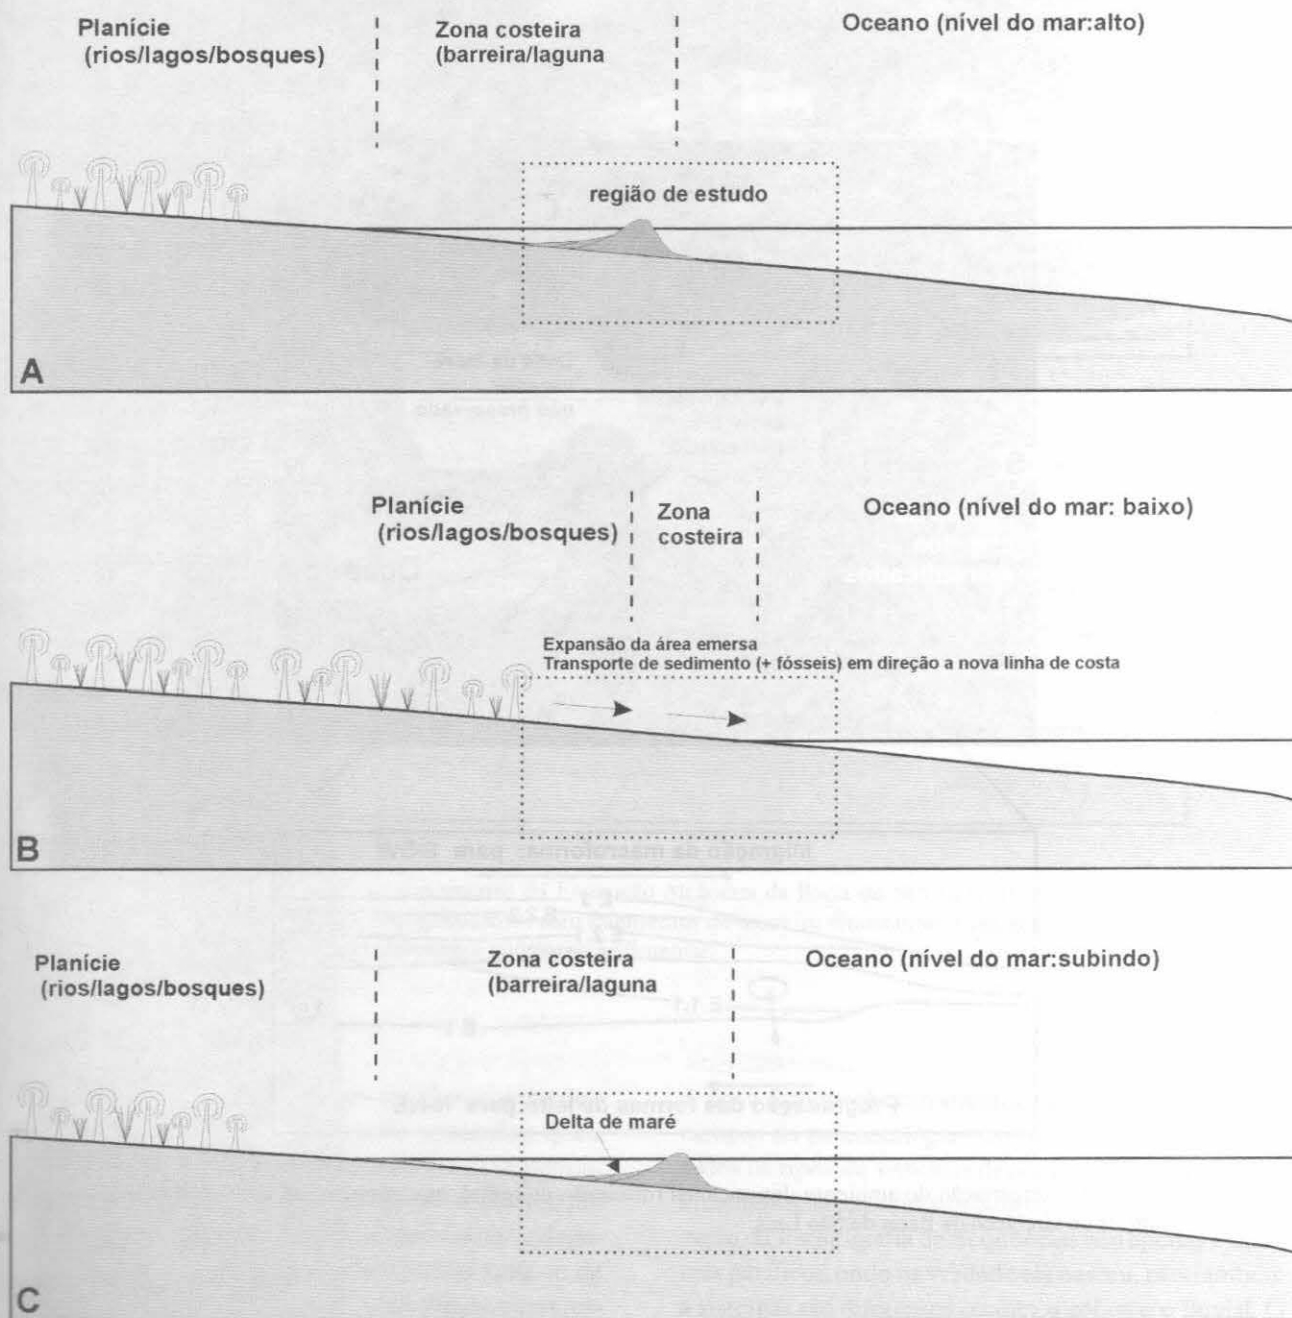 Planície
(rios/lagos/bosques)
Zona costeira
(barreira/laguna
Oceano (nível do mar:alto)
região de estudo
A
Planície
(rios/lagos/bosques)
Zona
costeira
Oceano (nível do mar: baixo)
Expansão da área emersa
Transporte de sedimento (+ fósseis) em direção a nova linha de costa
B
Planície
(rios/lagos/bosques)
Zona costeira
(barreira/laguna
Oceano (nível do mar:subindo)
Delta de maré
C